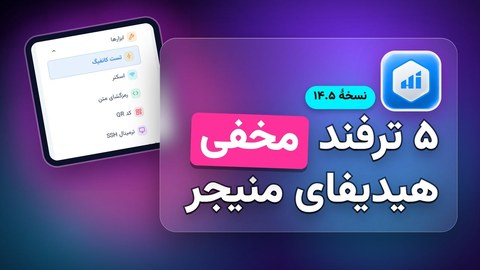 ابزارها
تست کانفیگ
اسکنر
رمزگشای متن
کد QR
ترمینال SSH
نسخهٔ ۱۴.۵
۵ ترفند مخفی
هیدیفای منیجر